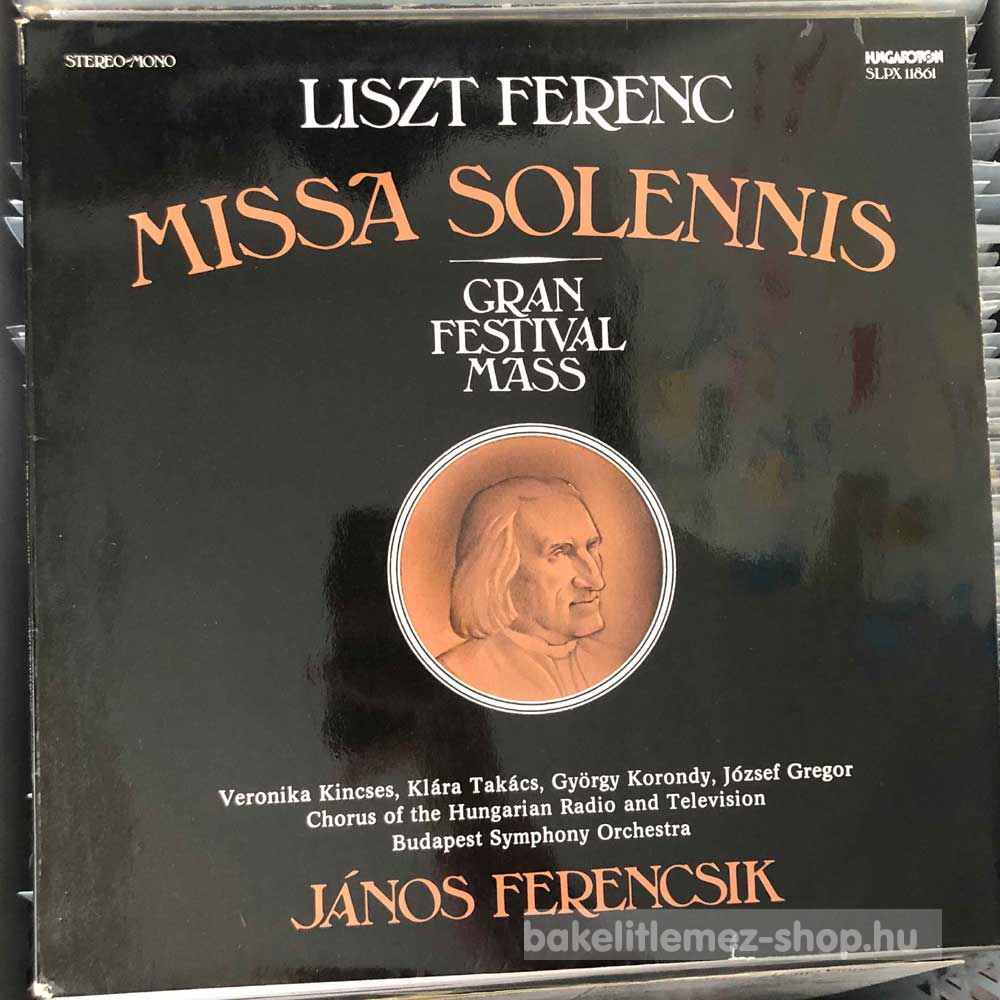 STEREO-MONO
HUNGAROTON
SLPX 11861
LISZT FERENC
MISSA SOLENNIS
GRAN
FESTIVAL
MASS
Veronika Kincses, Klára Takács, György Korondy, József Gregor
Chorus of the Hungarian Radio and Television
Budapest Symphony Orchestra
JÁNOS FERENCSIK
bakelitlemez-shop.hu